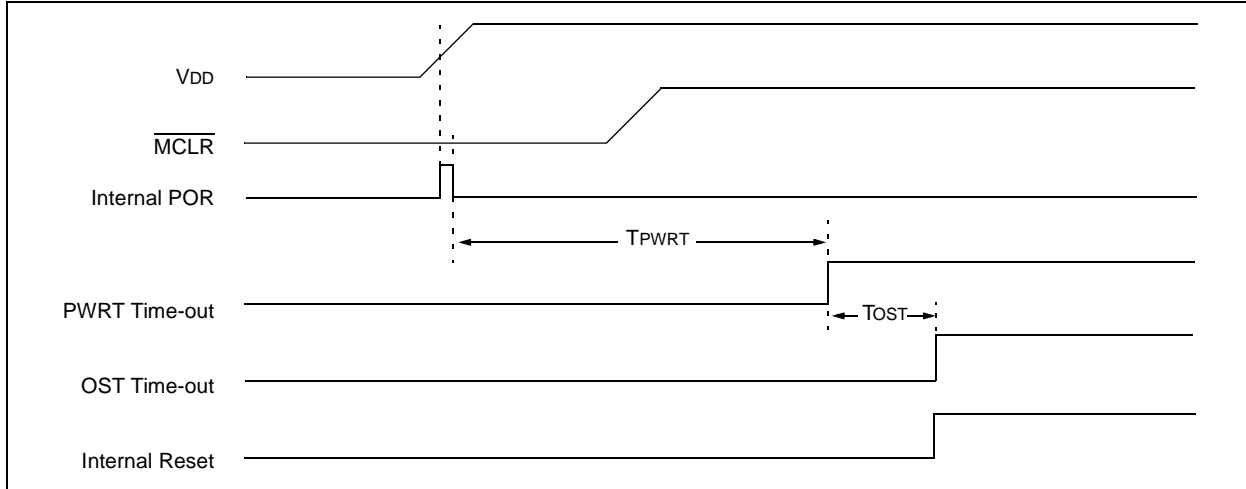 VDD
MCLR
Internal POR
TPWRT
PWRT Time-out
TOST
OST Time-out
Internal Reset